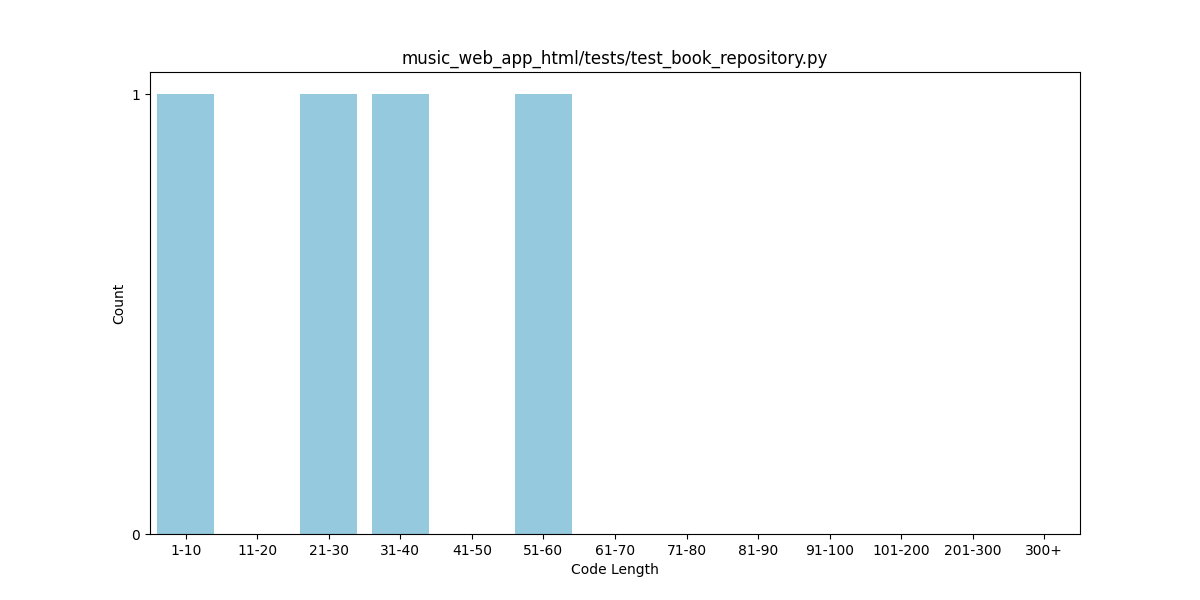 music_web_app_html/tests/test_book_repository.py
1
Count
0
1-10 11-20 21-30 31-40 41-50 51-60 61-70 71-80 81-90 91-100 101-200 201-300 300+
Code Length